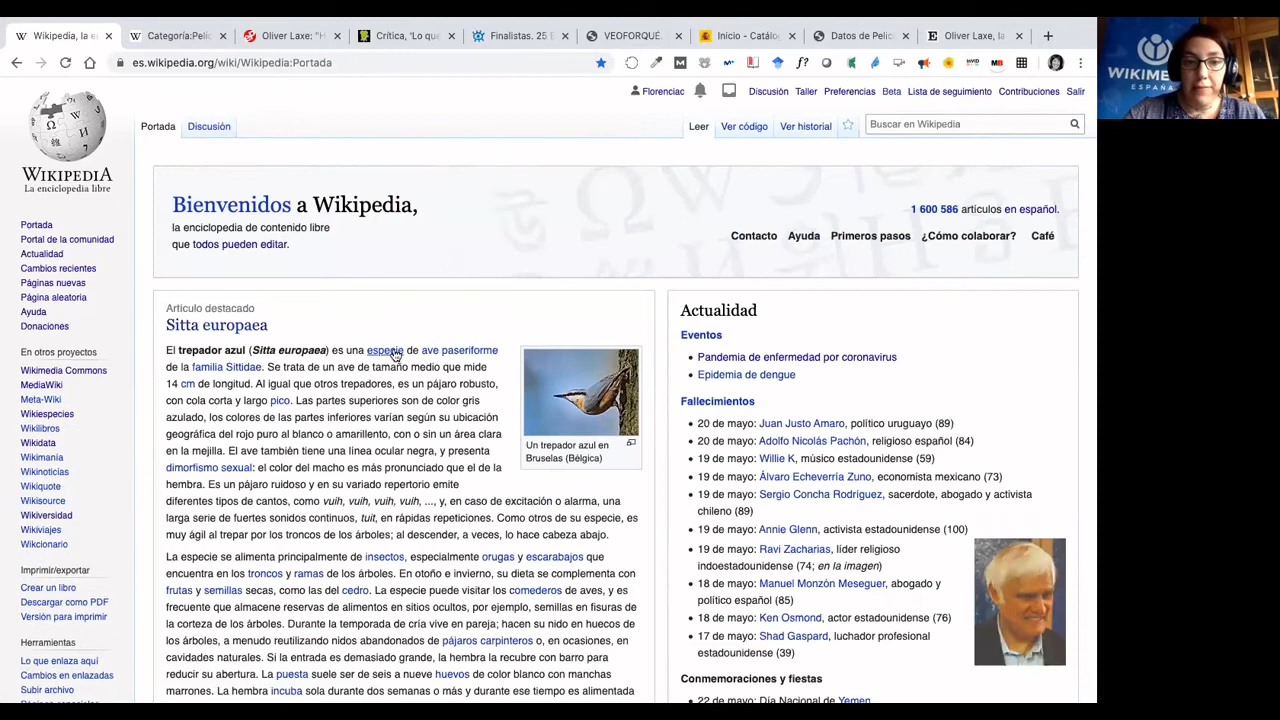 Wikipedia, la e
Categoría:Pelíc
Oliver Laxe: "H
Crítica, 'Lo que
Finalistas. 25 E
VEOFORQUÉ.
Inicio - Catálog
Datos de Pelíc
Oliver Laxe, la
es.wikipedia.org/wiki/Wikipedia:Portada
WIKIME
ESPAÑA
Florenciac
Discusión Taller Preferencias Beta Lista de seguimiento Contribuciones Salir
Portada Discusión
Leer Ver código Ver historial
Buscar en Wikipedia
WIKIPEDIA
La enciclopedia libre
Portada
Portal de la comunidad
Actualidad
Cambios recientes
Páginas nuevas
Página aleatoria
Ayuda
Donaciones
En otros proyectos
Wikimedia Commons
MediaWiki
Meta-Wiki
Wikiespecies
Wikilibros
Wikidata
Wikimanía
Wikinoticias
Wikiquote
Wikisource
Wikiversidad
Wikiviajes
Wikcionario
Imprimir/exportar
Crear un libro
Descargar como PDF
Versión para imprimir
Herramientas
Lo que enlaza aquí
Cambios en enlazadas
Subir archivo
Bienvenidos a Wikipedia,
la enciclopedia de contenido libre
que todos pueden editar.
1 600 586 artículos en español.
Contacto Ayuda Primeros pasos ¿Cómo colaborar? Café
Artículo destacado
Sitta europaea
El trepador azul (Sitta europaea) es una especie de ave paseriforme
de la familia Sittidae. Se trata de un ave de tamaño medio que mide
14 cm de longitud. Al igual que otros trepadores, es un pájaro robusto,
con cola corta y largo pico. Las partes superiores son de color gris
azulado, los colores de las partes inferiores varían según su ubicación
geográfica del rojo puro al blanco o amarillento, con o sin un área clara
en la mejilla. El ave también tiene una línea ocular negra, y presenta
dimorfismo sexual: el color del macho es más pronunciado que el de la
hembra. Es un pájaro ruidoso y en su variado repertorio emite
diferentes tipos de cantos, como vuih, vuih, vuih, vuih, ..., y, en caso de excitación o alarma, una
larga serie de fuertes sonidos continuos, tuit, en rápidas repeticiones. Como otros de su especie, es
muy ágil al trepar por los troncos de los árboles; al descender, a veces, lo hace cabeza abajo.
Un trepador azul en
Bruselas (Bélgica)
La especie se alimenta principalmente de insectos, especialmente orugas y escarabajos que
encuentra en los troncos y ramas de los árboles. En otoño e invierno, su dieta se complementa con
frutas y semillas secas, como las del cedro. La especie puede visitar los comederos de aves, y es
frecuente que almacene reservas de alimentos en sitios ocultos, por ejemplo, semillas en fisuras de
la corteza de los árboles. Durante la temporada de cría vive en pareja; hacen su nido en huecos de
los árboles, a menudo reutilizando nidos abandonados de pájaros carpinteros o, en ocasiones, en
cavidades naturales. Si la entrada es demasiado grande, la hembra la recubre con barro para
reducir su abertura. La puesta suele ser de seis a nueve huevos de color blanco con manchas
marrones. La hembra incuba sola durante dos semanas o más y durante ese tiempo es alimentada
Actualidad
Eventos
Pandemia de enfermedad por coronavirus
Epidemia de dengue
Fallecimientos
20 de mayo: Juan Justo Amaro, político uruguayo (89)
20 de mayo: Adolfo Nicolás Pachón, religioso español (84)
19 de mayo: Willie K, músico estadounidense (59)
19 de mayo: Álvaro Echeverría Zuno, economista mexicano (73)
19 de mayo: Sergio Concha Rodríguez, sacerdote, abogado y activista
chileno (89)
19 de mayo: Annie Glenn, activista estadounidense (100)
19 de mayo: Ravi Zacharias, líder religioso
indoestadounidense (74; en la imagen)
18 de mayo: Manuel Monzón Meseguer, abogado y
político español (85)
18 de mayo: Ken Osmond, actor estadounidense (76)
17 de mayo: Shad Gaspard, luchador profesional
estadounidense (39)
Conmemoraciones y fiestas
22 de mayo: Día Nacional de Yemen